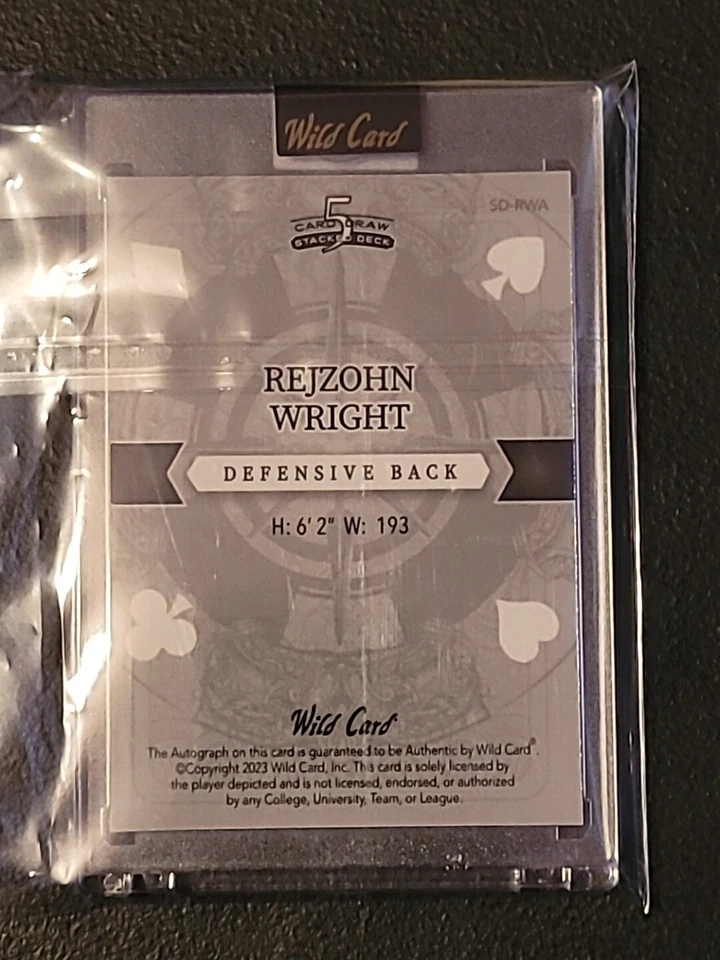 Wild Card
SD-RWA
5
CARD DRAW
STACKED DECK
REJZOHN
WRIGHT
DEFENSIVE BACK
H: 6' 2" W: 193
Wild Card
The Autograph on this card is guaranteed to be Authentic by Wild Card®.
©Copyright 2023 Wild Card, Inc. This card is solely licensed by
the player depicted and is not licensed, endorsed, or authorized
by any College, University, Team, or League.